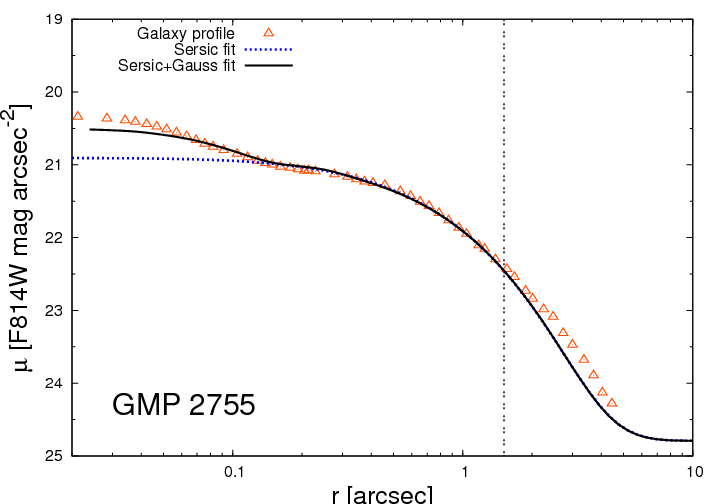 19
20
21
22
23
24
25
0.1
1
10
μ [F814W mag arcsec-2]
r [arcsec]
Galaxy profile
Sersic fit
Sersic+Gauss fit
GMP 2755